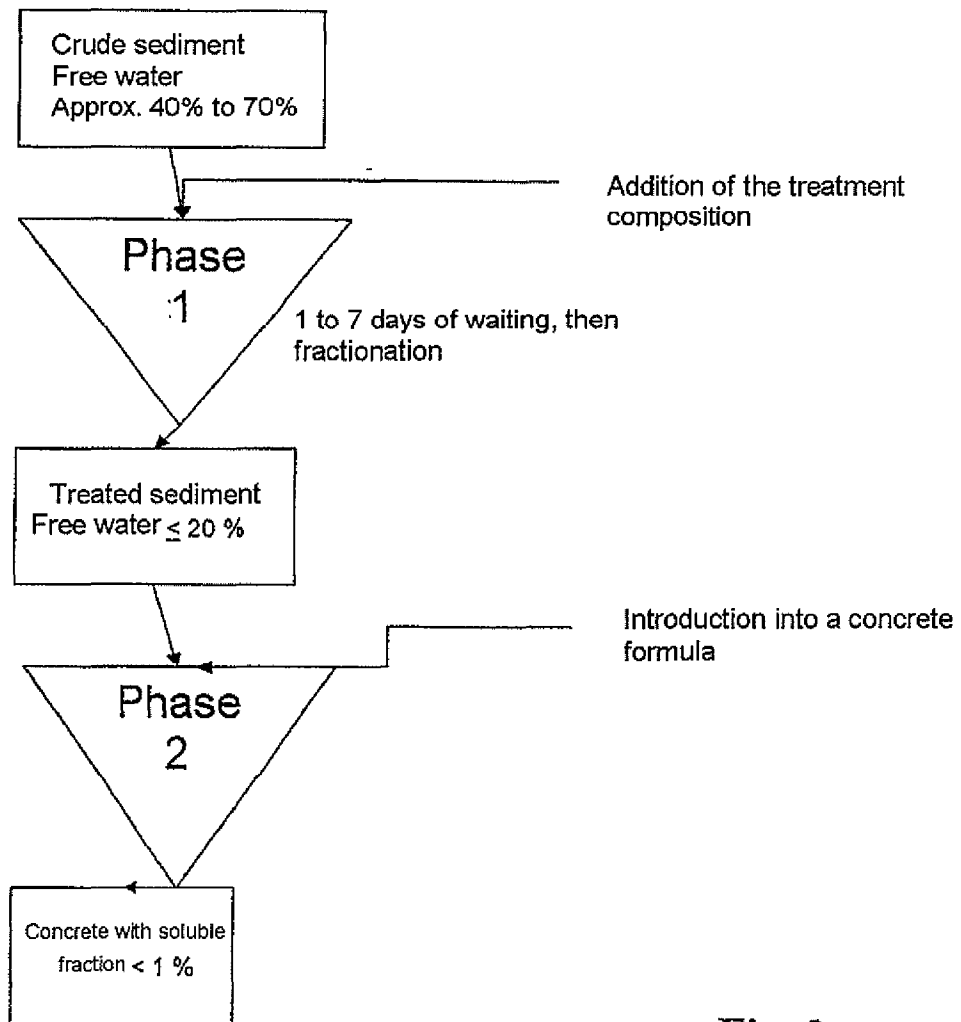 Crude sediment
Free water
Approx. 40% to 70%
Addition of the treatment
composition
Phase
1
1 to 7 days of waiting, then
fractionation
Treated sediment
Free water ≤ 20 %
Introduction into a concrete
formula
Phase
2
Concrete with soluble
fraction < 1 %